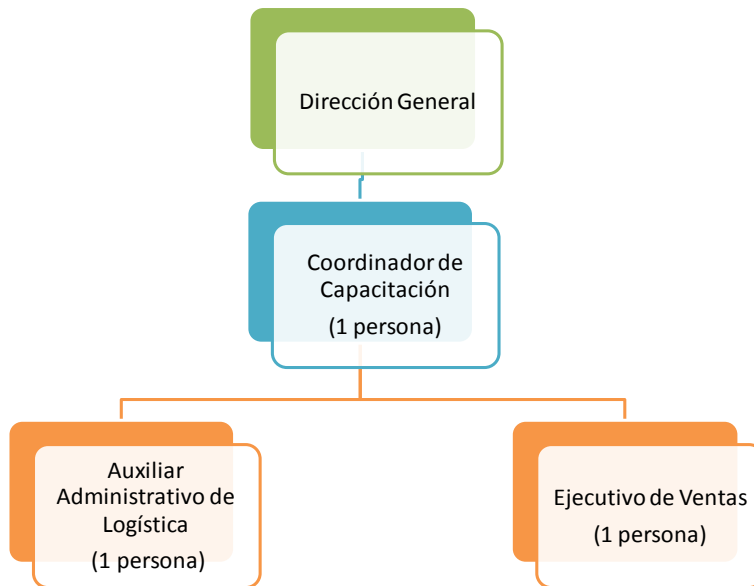 Dirección General
Coordinador de
Capacitación
(1 persona)
Auxiliar
Administrativo de
Logística
(1 persona)
Ejecutivo de Ventas
(1 persona)